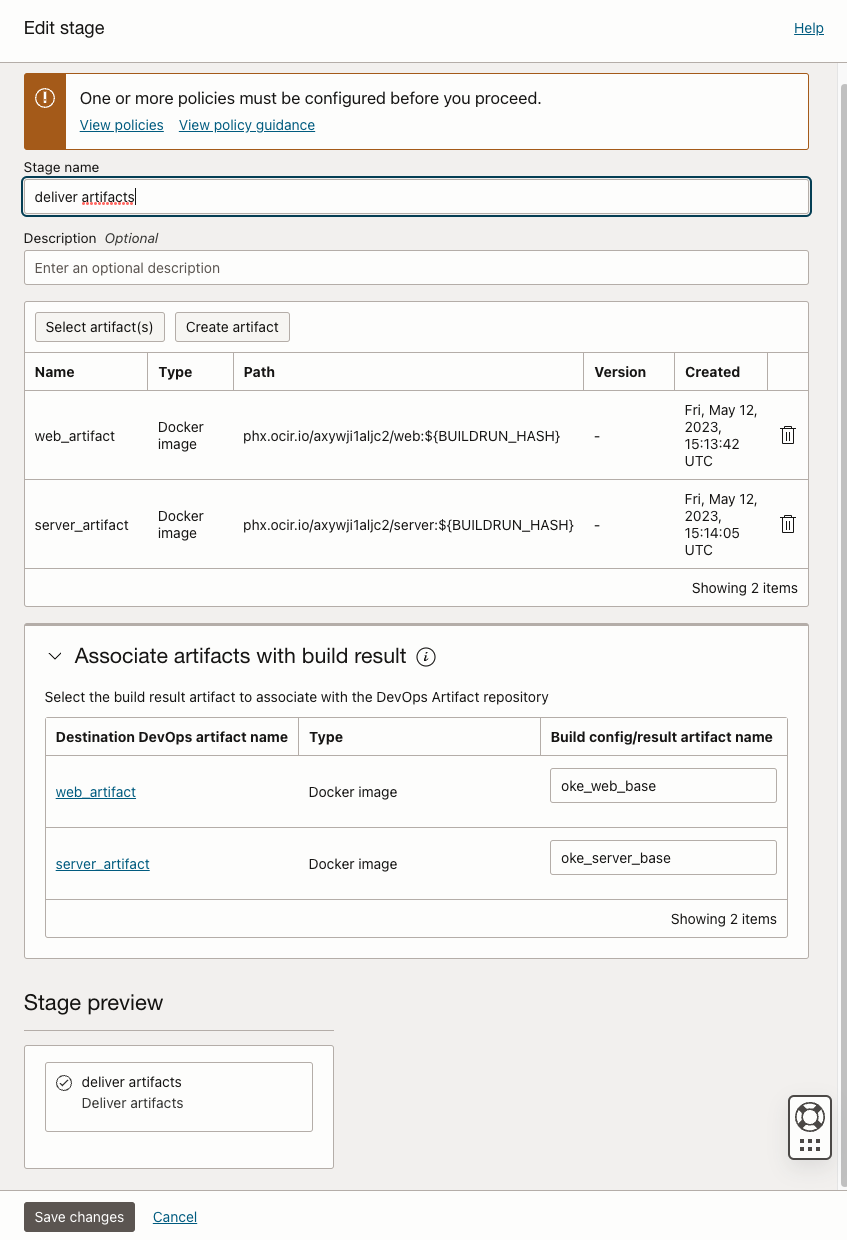 Edit stage
Help
One or more policies must be configured before you proceed.
View policies View policy guidance
Stage name
deliver artifacts
Description Optional
Enter an optional description
Select artifact(s) Create artifact
Name Type Path Version Created
web_artifact Docker image phx.ocir.io/axywji1aljc2/web:${BUILDRUN_HASH} - Fri, May 12, 2023, 15:13:42 UTC
server_artifact Docker image phx.ocir.io/axywji1aljc2/server:${BUILDRUN_HASH} - Fri, May 12, 2023, 15:14:05 UTC
Showing 2 items
Associate artifacts with build result
Select the build result artifact to associate with the DevOps Artifact repository
Destination DevOps artifact name Type Build config/result artifact name
web_artifact Docker image oke_web_base
server_artifact Docker image oke_server_base
Showing 2 items
Stage preview
deliver artifacts
Deliver artifacts
Save changes Cancel